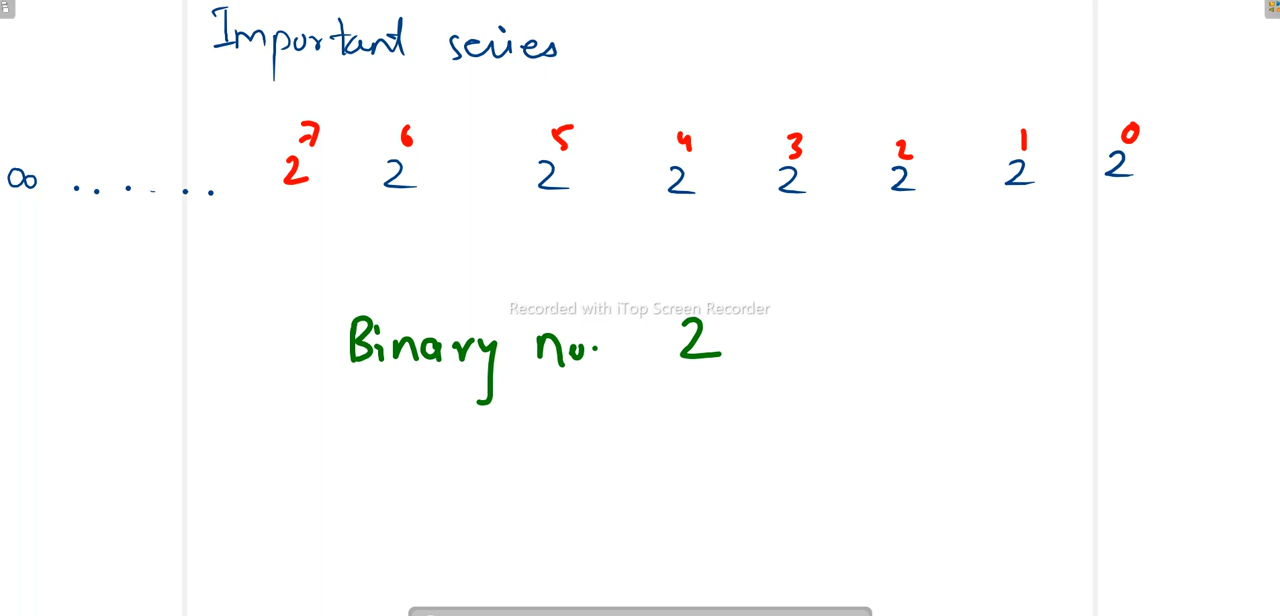 Important series
∞ ...... 2⁷ 2⁶ 2⁵ 2⁴ 2³ 2² 2¹ 2⁰
Recorded with iTop Screen Recorder
Binary no. 2